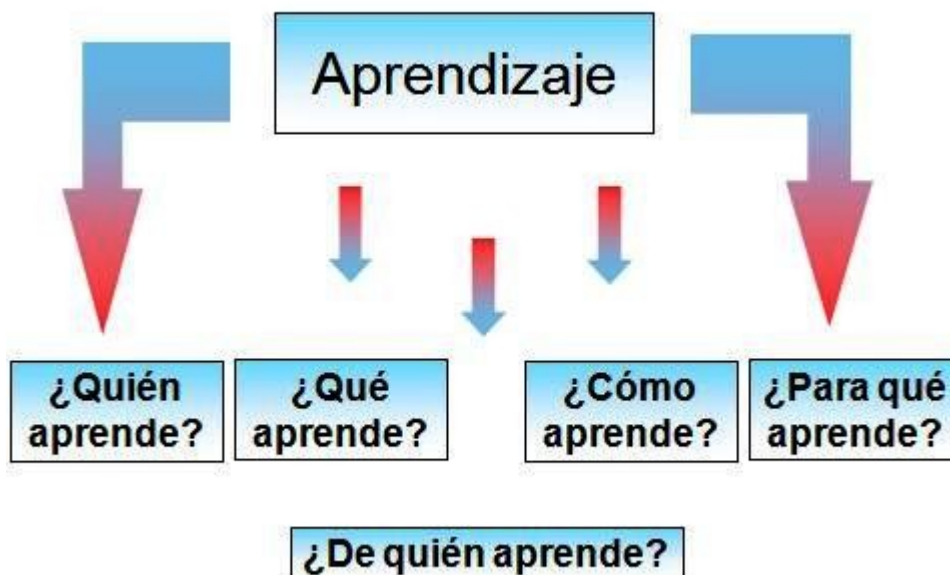 Aprendizaje
¿Quién
aprende?
¿Qué
aprende?
¿Cómo
aprende?
¿Para qué
aprende?
¿De quién aprende?